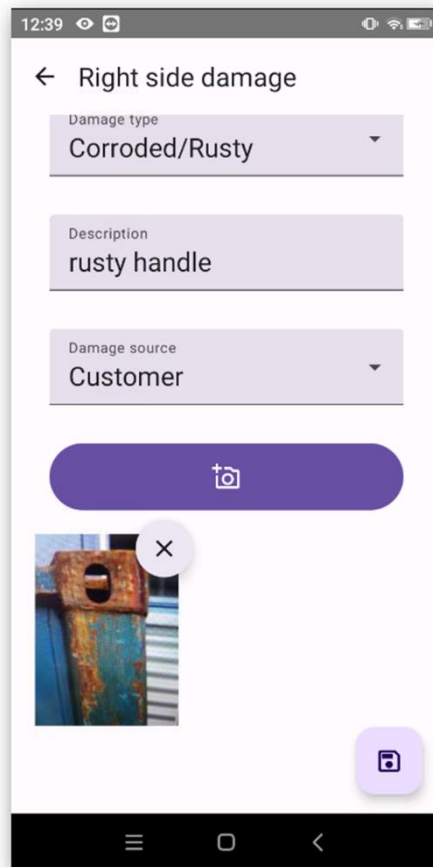 12:39
Right side damage
Damage type
Corroded/Rusty
Description
rusty handle
Damage source
Customer